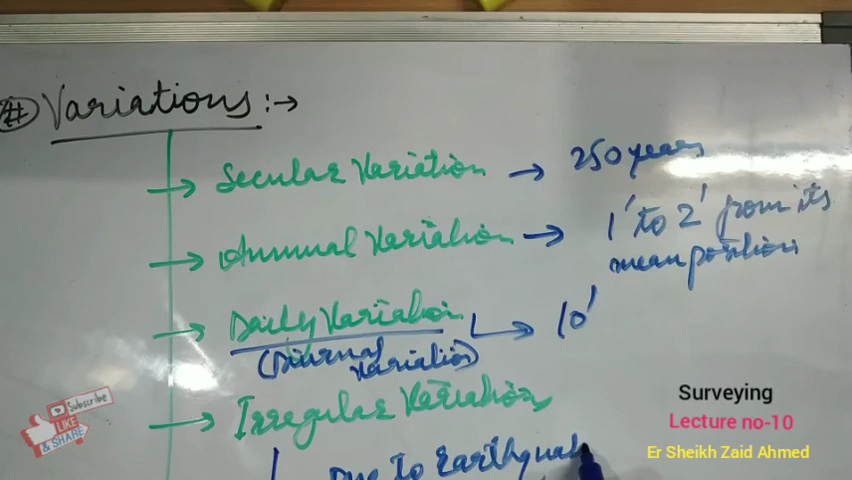 # Variations :→
→ Secular Variation → 250 years
→ Annual Variation → 1' to 2' from its
mean position
→ Daily Variation → 10'
(Diurnal
Variation)
→ Irregular Variation
Due to Earthquak
Subscribe
LIKE
& SHARE
Surveying
Lecture no-10
Er Sheikh Zaid Ahmed